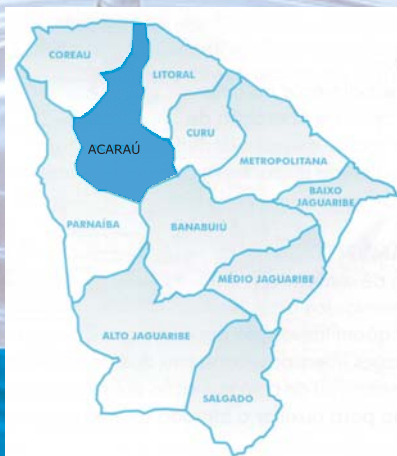 COREAU
LITORAL
CURU
ACARAÚ
METROPOLITANA
BAIXO
JAGUARIBE
PARNAÍBA
BANABUIÚ
MÉDIO JAGUARIBE
ALTO JAGUARIBE
SALGADO